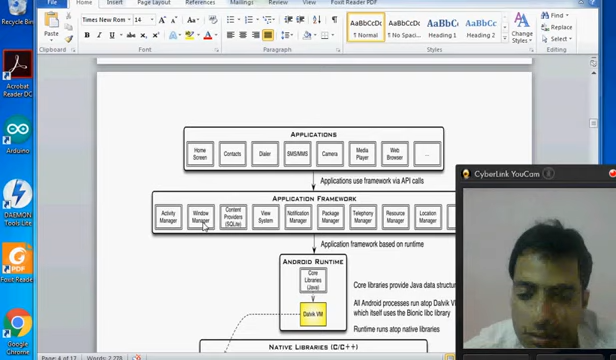 Home
Insert
Page Layout
References
Mailings
Review
View
Foxit Reader PDF
Recycle Bin
Acrobat
Reader DC
Arduino
DAEMON
Tools Lite
Foxit Reader
Google
Chrome
Paste
Clipboard
Times New Rom
14
Font
Paragraph
AaBbCcDc
¶ Normal
AaBbCcDc
¶ No Spaci...
AaBbC
Heading 1
AaBbCc
Heading 2
Styles
Change
Styles
Find
Replace
Select
Editing
APPLICATIONS
Home
Screen
Contacts
Dialer
SMS/MMS
Camera
Media
Player
Web
Browser
...
Applications use framework via API calls
APPLICATION FRAMEWORK
Activity
Manager
Window
Manager
Content
Providers
(SQLite)
View
System
Notification
Manager
Package
Manager
Telephony
Manager
Resource
Manager
Location
Manager
Application framework based on runtime
ANDROID RUNTIME
Core
Libraries
(Java)
Dalvik VM
Core libraries provide Java data structur
All Android processes run atop Dalvik V
which itself uses the Bionic libc library
Runtime runs atop native libraries
NATIVE LIBRARIES (C/C++)
Page: 4 of 17
Words: 2,278
CyberLink YouCam